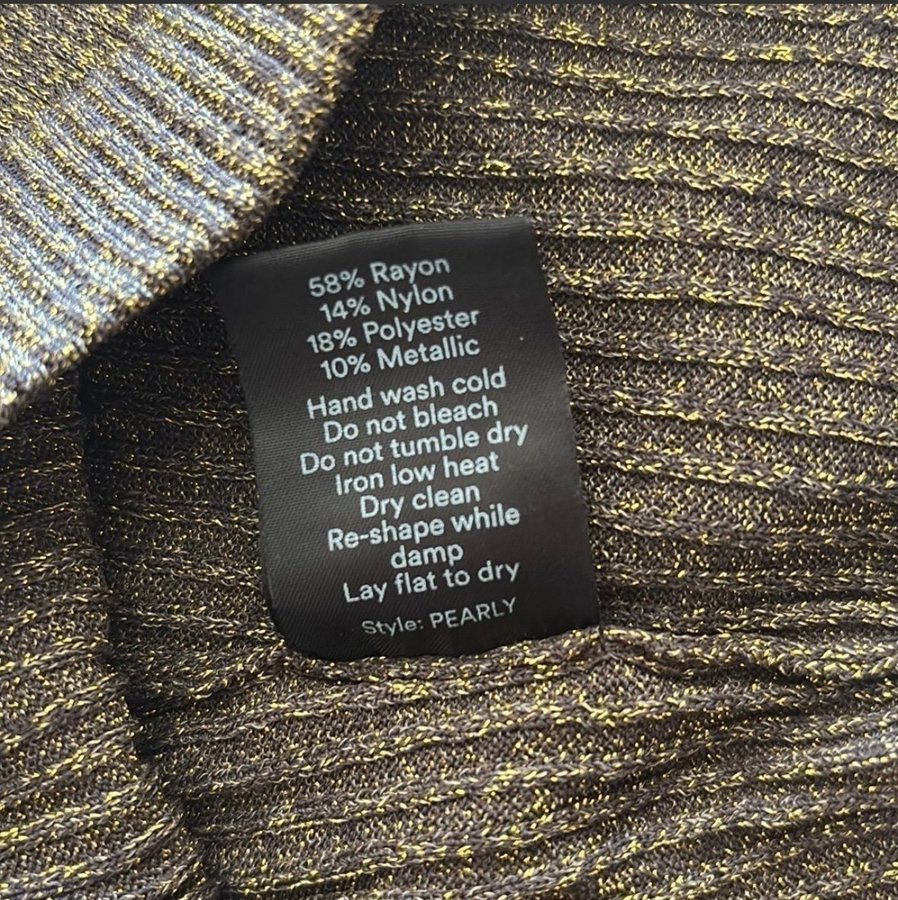 58% Rayon
14% Nylon
18% Polyester
10% Metallic
Hand wash cold
Do not bleach
Do not tumble dry
Iron low heat
Dry clean
Re-shape while
damp
Lay flat to dry
Style: PEARLY